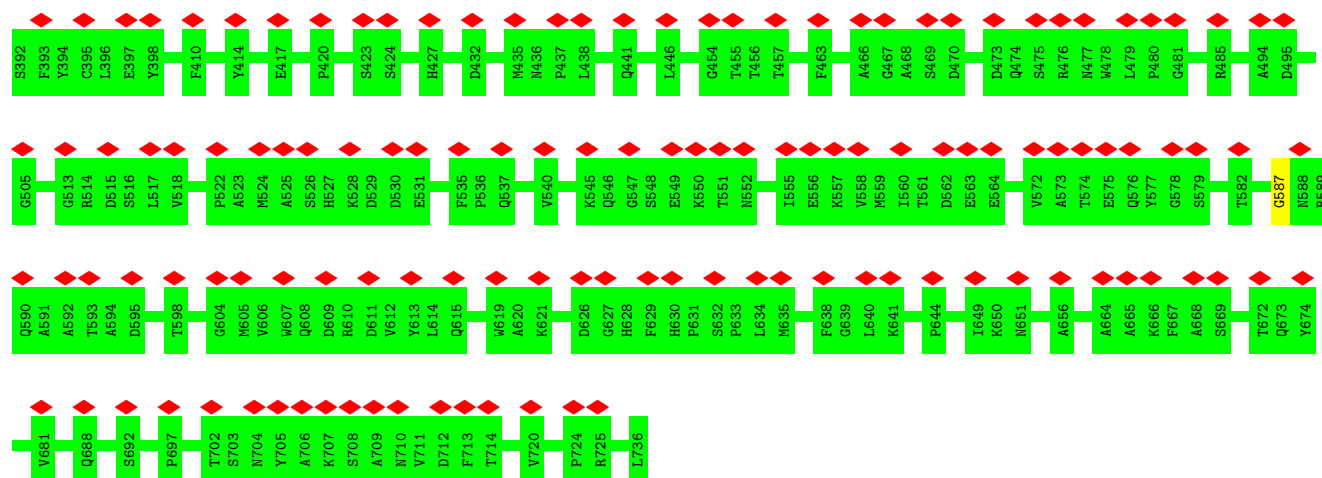 S392 F393 Y394 C395 L396 E397 Y398 F410 Y414 E417 P420 S423 S424 H427 D432 M435 N436 P437 L438 Q441 L446 G454 T455 T456 T457 F463 A466 G467 A468 S469 D470 D473 Q474 S475 R476 N477 W478 L479 P480 G481 R485 A494 D495
G505 G513 R514 D515 S516 L517 V518 P522 A523 M524 A525 S526 H527 K528 D529 D530 E531 F535 P536 Q537 V540 K545 Q546 G547 S548 E549 K550 T551 N552 I555 E556 K557 V558 M559 I560 T561 D562 E563 E564 V572 A573 T574 E575 Q576 Y577 G578 S579 T582 G587 N588 R589
Q590 A591 A592 T593 A594 D595 T598 G604 M605 V606 W607 Q608 D609 R610 D611 V612 Y613 L614 Q615 W619 A620 K621 D626 G627 H628 F629 H630 P631 S632 P633 L634 M635 F638 G639 L640 K641 P644 I649 K650 N651 A656 A664 A665 K666 F667 A668 S669 T672 Q673 Y674
V681 Q688 S692 P697 T702 S703 N704 Y705 A706 K707 S708 A709 N710 V711 D712 F713 T714 V720 P724 R725 L736